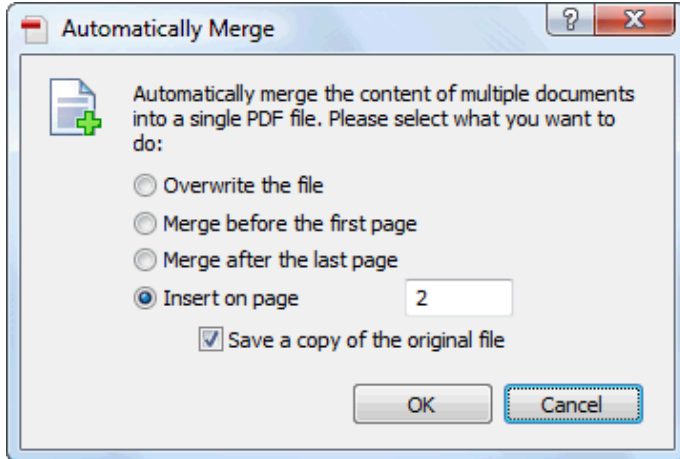 Automatically Merge
Automatically merge the content of multiple documents
into a single PDF file. Please select what you want to
do:
Overwrite the file
Merge before the first page
Merge after the last page
Insert on page 2
Save a copy of the original file
OK Cancel